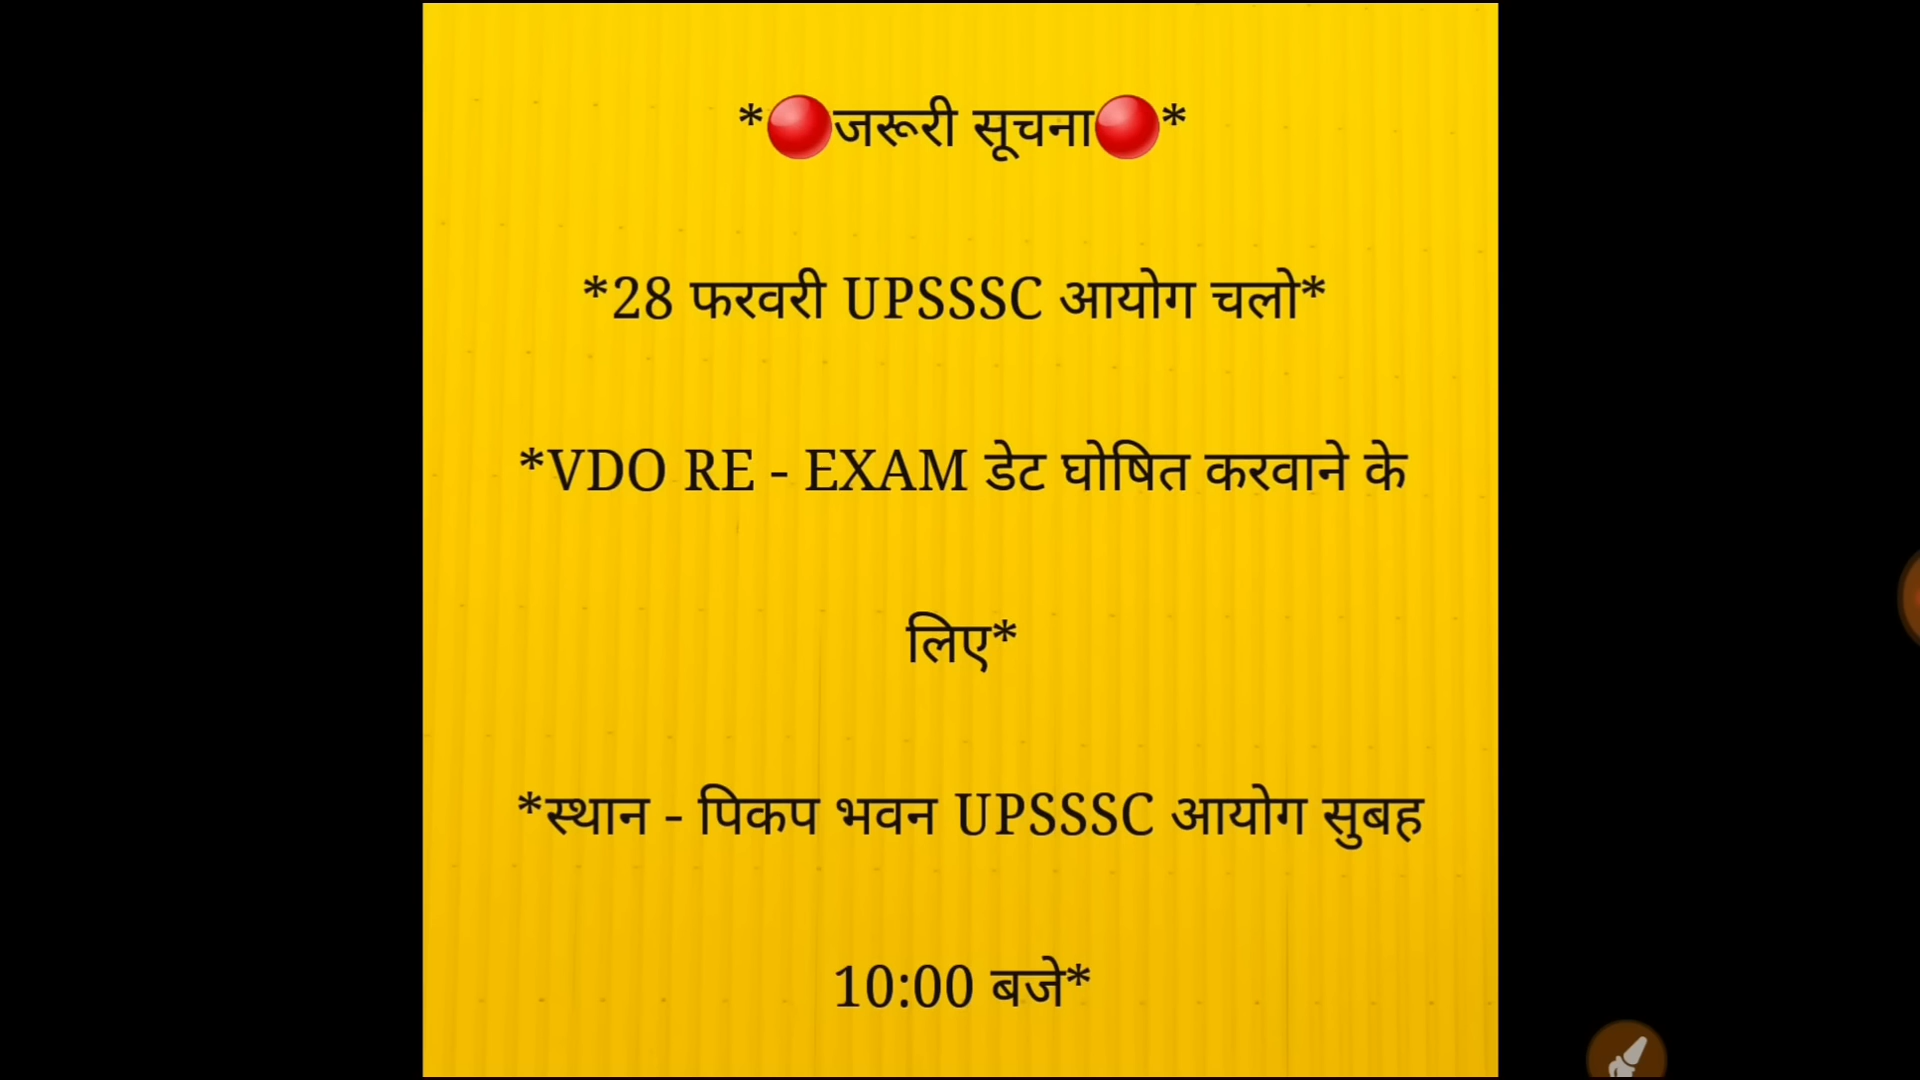 *🔴जरूरी सूचना🔴*
*28 फरवरी UPSSSC आयोग चलो*
*VDO RE - EXAM डेट घोषित करवाने के
लिए*
*स्थान - पिकप भवन UPSSSC आयोग सुबह
10:00 बजे*